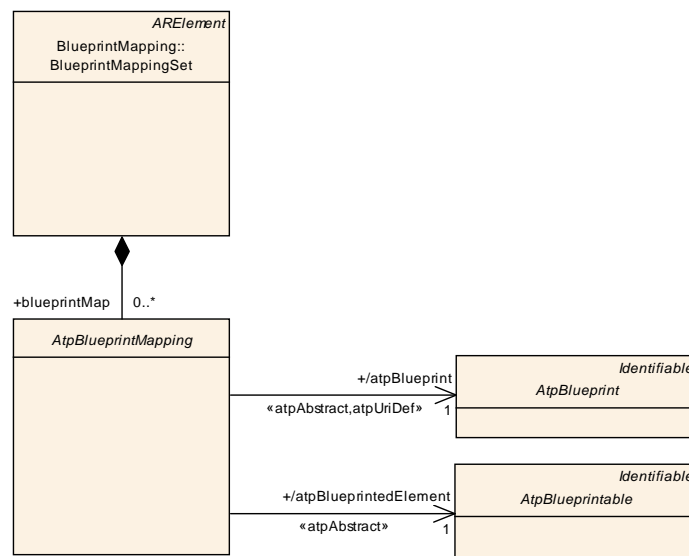 ARElement
BlueprintMapping::
BlueprintMappingSet
+blueprintMap 0..*
AtpBlueprintMapping
+/atpBlueprint
«atpAbstract,atpUriDef» 1
Identifiable
AtpBlueprint
+/atpBlueprintedElement
«atpAbstract» 1
Identifiable
AtpBlueprintable